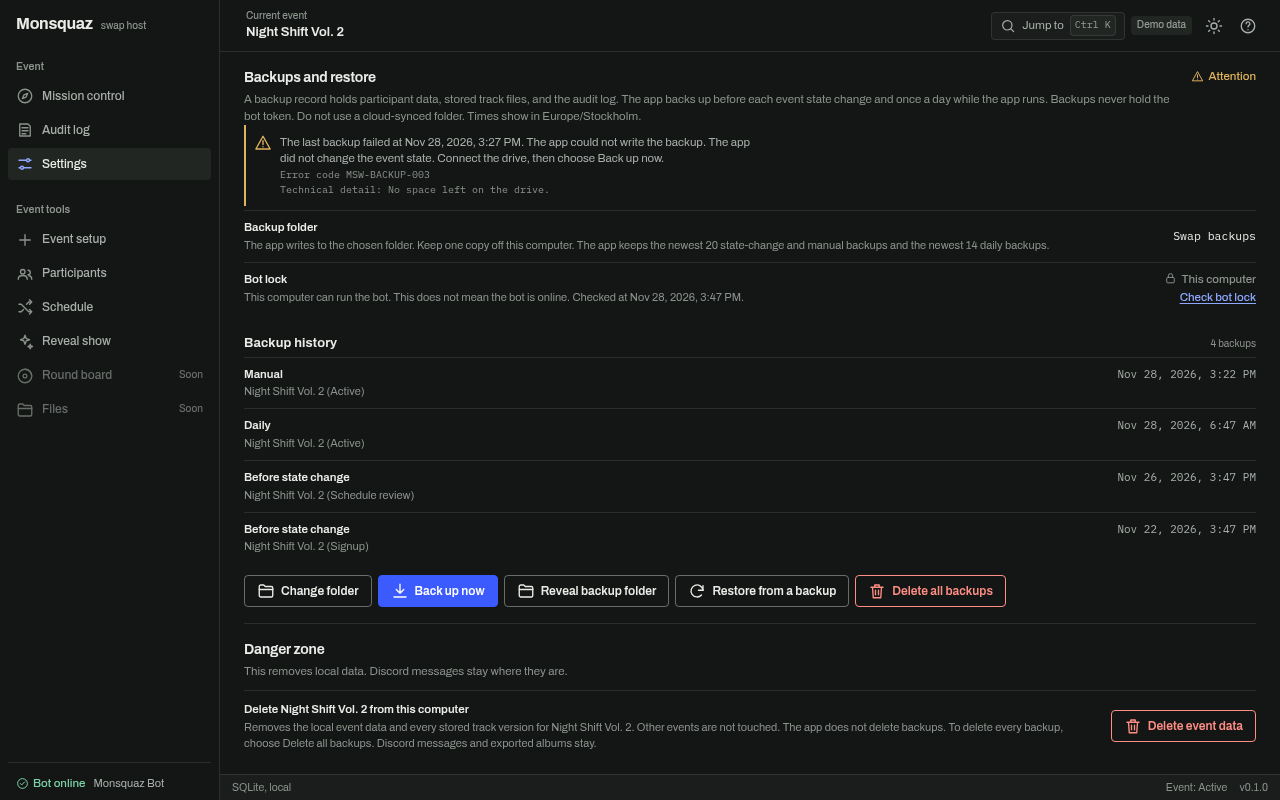 Monsquaz swap host
Event
Mission control
Audit log
Settings
Event tools
Event setup
Participants
Schedule
Reveal show
Round board Soon
Files Soon
Bot online Monsquaz Bot
Current event
Night Shift Vol. 2
Jump to Ctrl K
Demo data
Backups and restore
Attention
A backup record holds participant data, stored track files, and the audit log. The app backs up before each event state change and once a day while the app runs. Backups never hold the
bot token. Do not use a cloud-synced folder. Times show in Europe/Stockholm.
The last backup failed at Nov 28, 2026, 3:27 PM. The app could not write the backup. The app
did not change the event state. Connect the drive, then choose Back up now.
Error code MSW-BACKUP-003
Technical detail: No space left on the drive.
Backup folder
The app writes to the chosen folder. Keep one copy off this computer. The app keeps the newest 20 state-change and manual backups and the newest 14 daily backups.
Swap backups
Bot lock
This computer can run the bot. This does not mean the bot is online. Checked at Nov 28, 2026, 3:47 PM.
This computer
Check bot lock
Backup history
4 backups
Manual
Night Shift Vol. 2 (Active)
Nov 28, 2026, 3:22 PM
Daily
Night Shift Vol. 2 (Active)
Nov 28, 2026, 6:47 AM
Before state change
Night Shift Vol. 2 (Schedule review)
Nov 26, 2026, 3:47 PM
Before state change
Night Shift Vol. 2 (Signup)
Nov 22, 2026, 3:47 PM
Change folder
Back up now
Reveal backup folder
Restore from a backup
Delete all backups
Danger zone
This removes local data. Discord messages stay where they are.
Delete Night Shift Vol. 2 from this computer
Removes the local event data and every stored track version for Night Shift Vol. 2. Other events are not touched. The app does not delete backups. To delete every backup,
choose Delete all backups. Discord messages and exported albums stay.
Delete event data
SQLite, local
Event: Active v0.1.0